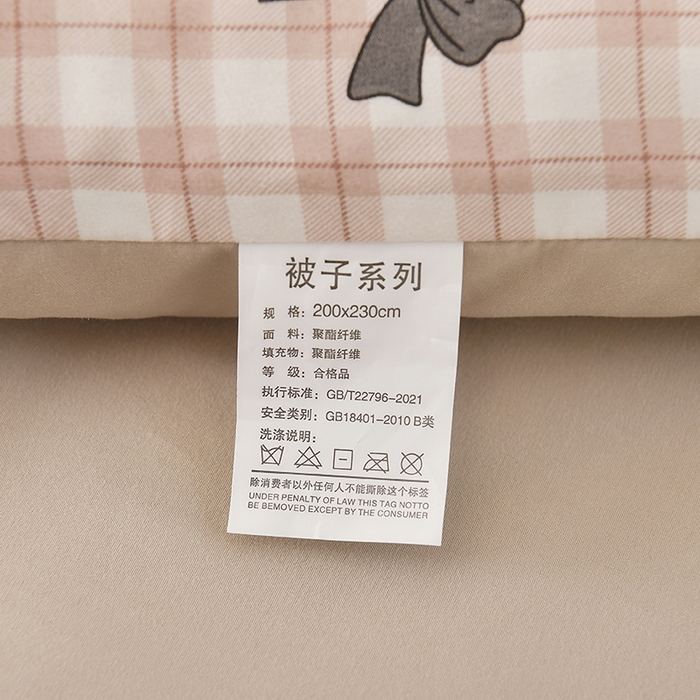 被子系列
规 格：200x230cm
面 料：聚酯纤维
填充物：聚酯纤维
等 级：合格品
执行标准：GB/T22796-2021
安全类别：GB18401-2010 B类
洗涤说明：
除消费者以外任何人不能撕除这个标签
UNDER PENALTY OF LAW THIS TAG NOTTO
BE BEMOVED EXCEPT BY THE CONSUMER